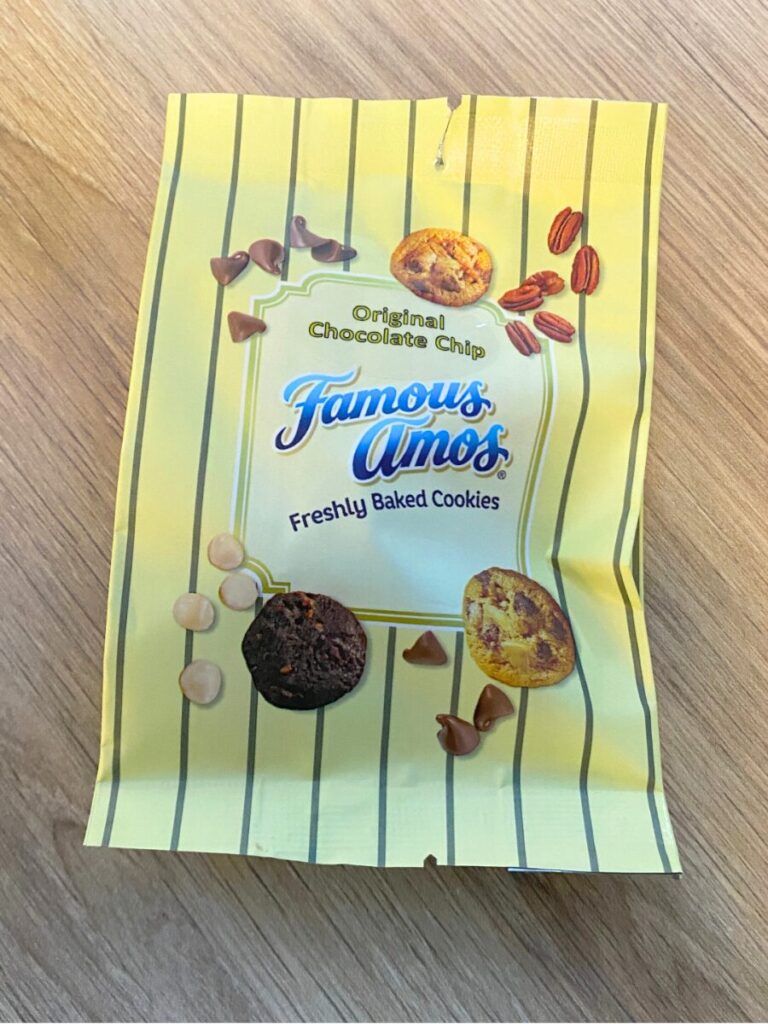 Original
Chocolate Chip
Famous
Amos®
Freshly Baked Cookies